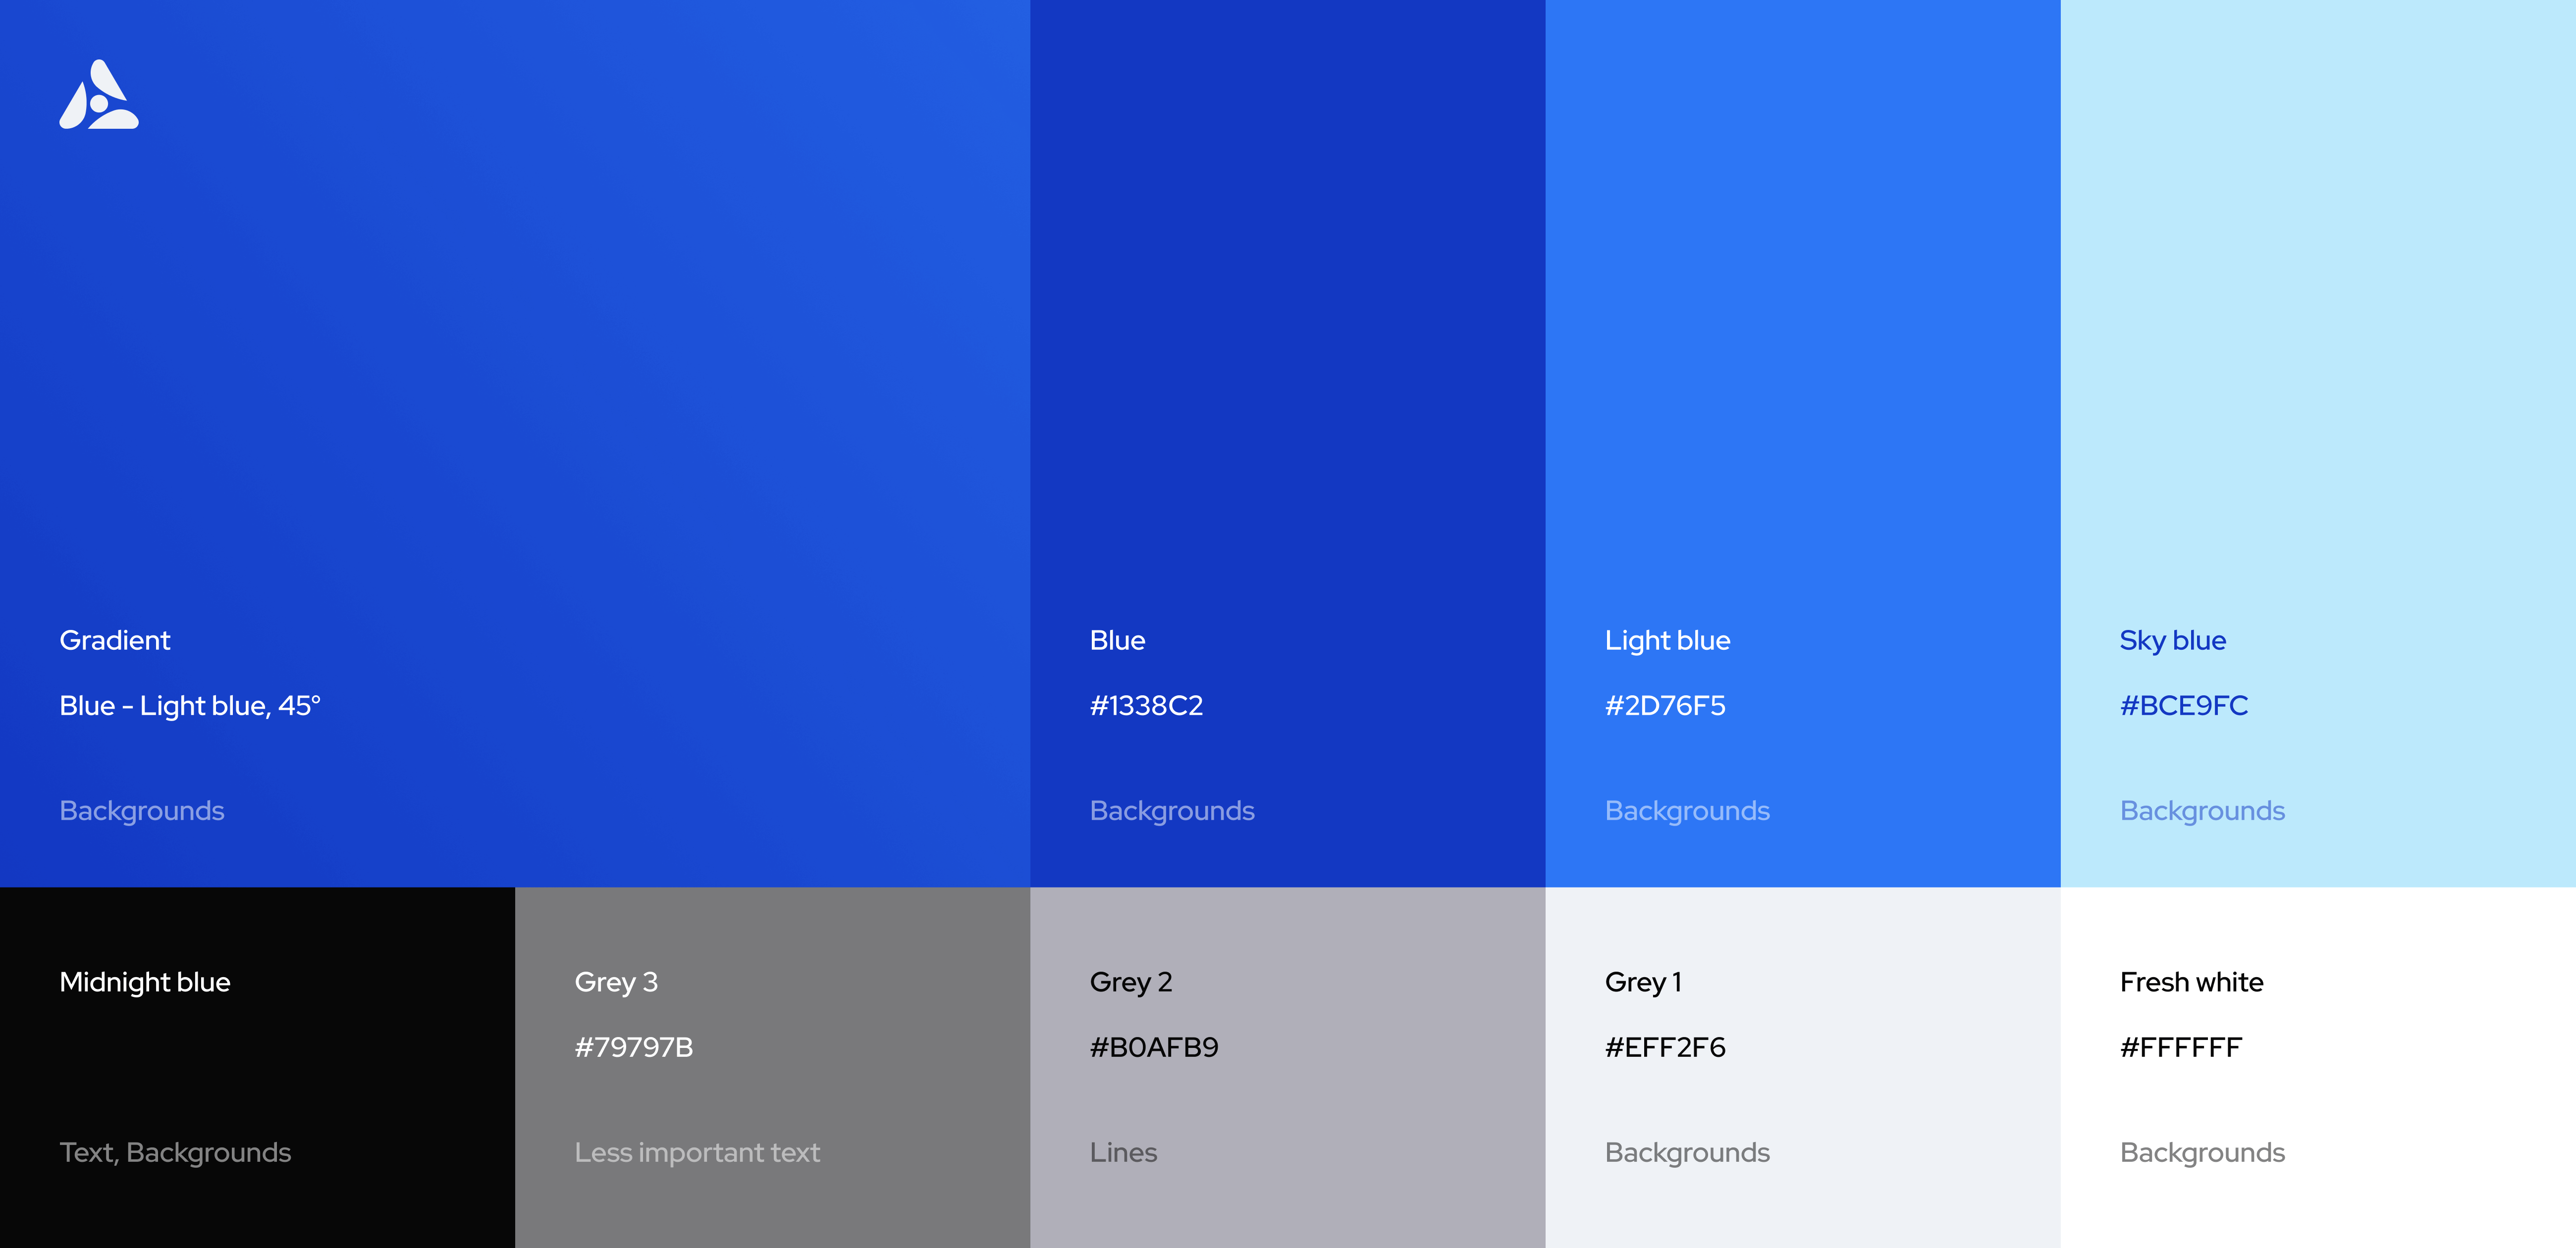 Gradient
Blue - Light blue, 45°
Backgrounds
Blue
#1338C2
Backgrounds
Light blue
#2D76F5
Backgrounds
Sky blue
#BCE9FC
Backgrounds
Midnight blue
Text, Backgrounds
Grey 3
#79797B
Less important text
Grey 2
#B0AFB9
Lines
Grey 1
#EFF2F6
Backgrounds
Fresh white
#FFFFFF
Backgrounds